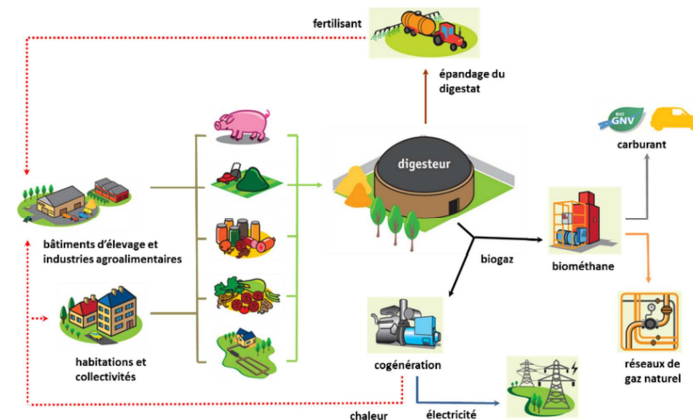 fertilisant
épandage du
digestat
BIO
GNV
carburant
digesteur
bâtiments d'élevage et
industries agroalimentaires
biogaz
biométhane
habitations et
collectivités
cogénération
réseaux de
gaz naturel
chaleur
électricité